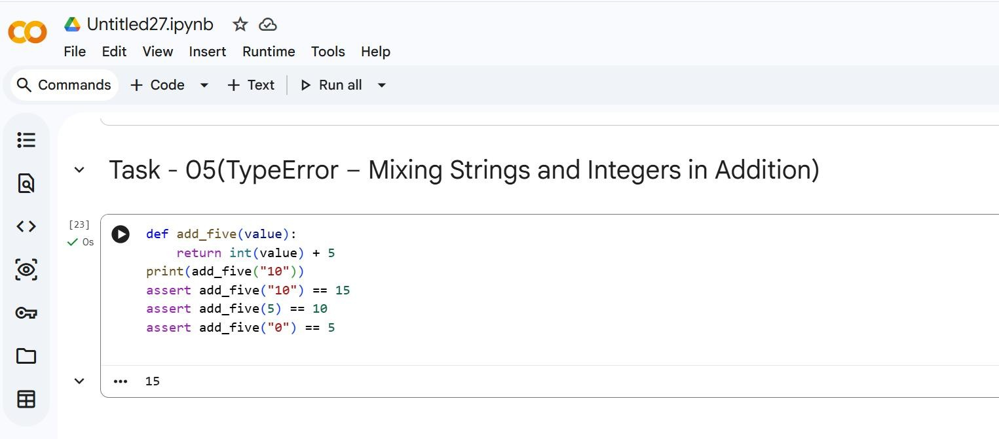 Untitled27.ipynb
File Edit View Insert Runtime Tools Help
Commands + Code + Text Run all
Task - 05(TypeError – Mixing Strings and Integers in Addition)
[23]
0s
def add_five(value):
    return int(value) + 5
print(add_five("10"))
assert add_five("10") == 15
assert add_five(5) == 10
assert add_five("0") == 5
15